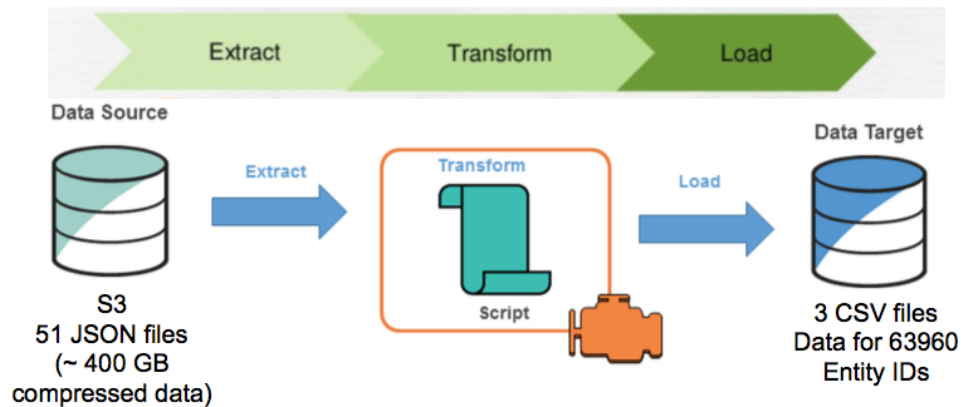 Extract
Transform
Load
Data Source
Data Target
Extract
Transform
Load
Script
S3
51 JSON files
(~ 400 GB
compressed data)
3 CSV files
Data for 63960
Entity IDs